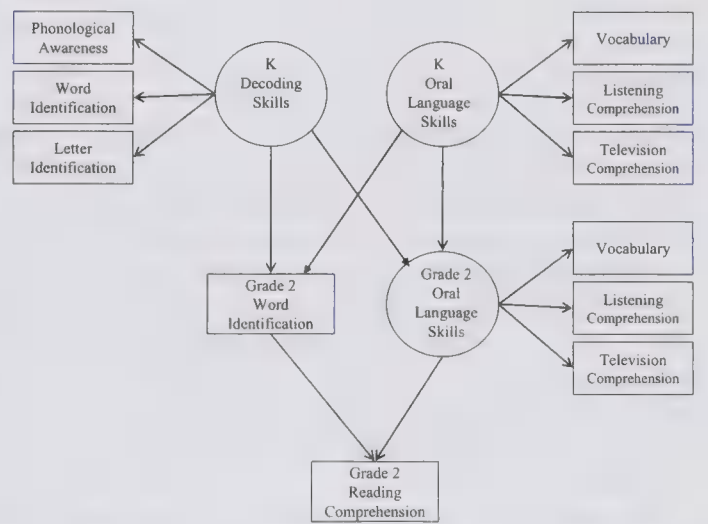 Phonological
Awareness
Word
Identification
Letter
Identification
K
Decoding
Skills
K
Oral
Language
Skills
Vocabulary
Listening
Comprehension
Television
Comprehension
Grade 2
Word
Identification
Grade 2
Oral
Language
Skills
Vocabulary
Listening
Comprehension
Television
Comprehension
Grade 2
Reading
Comprehension